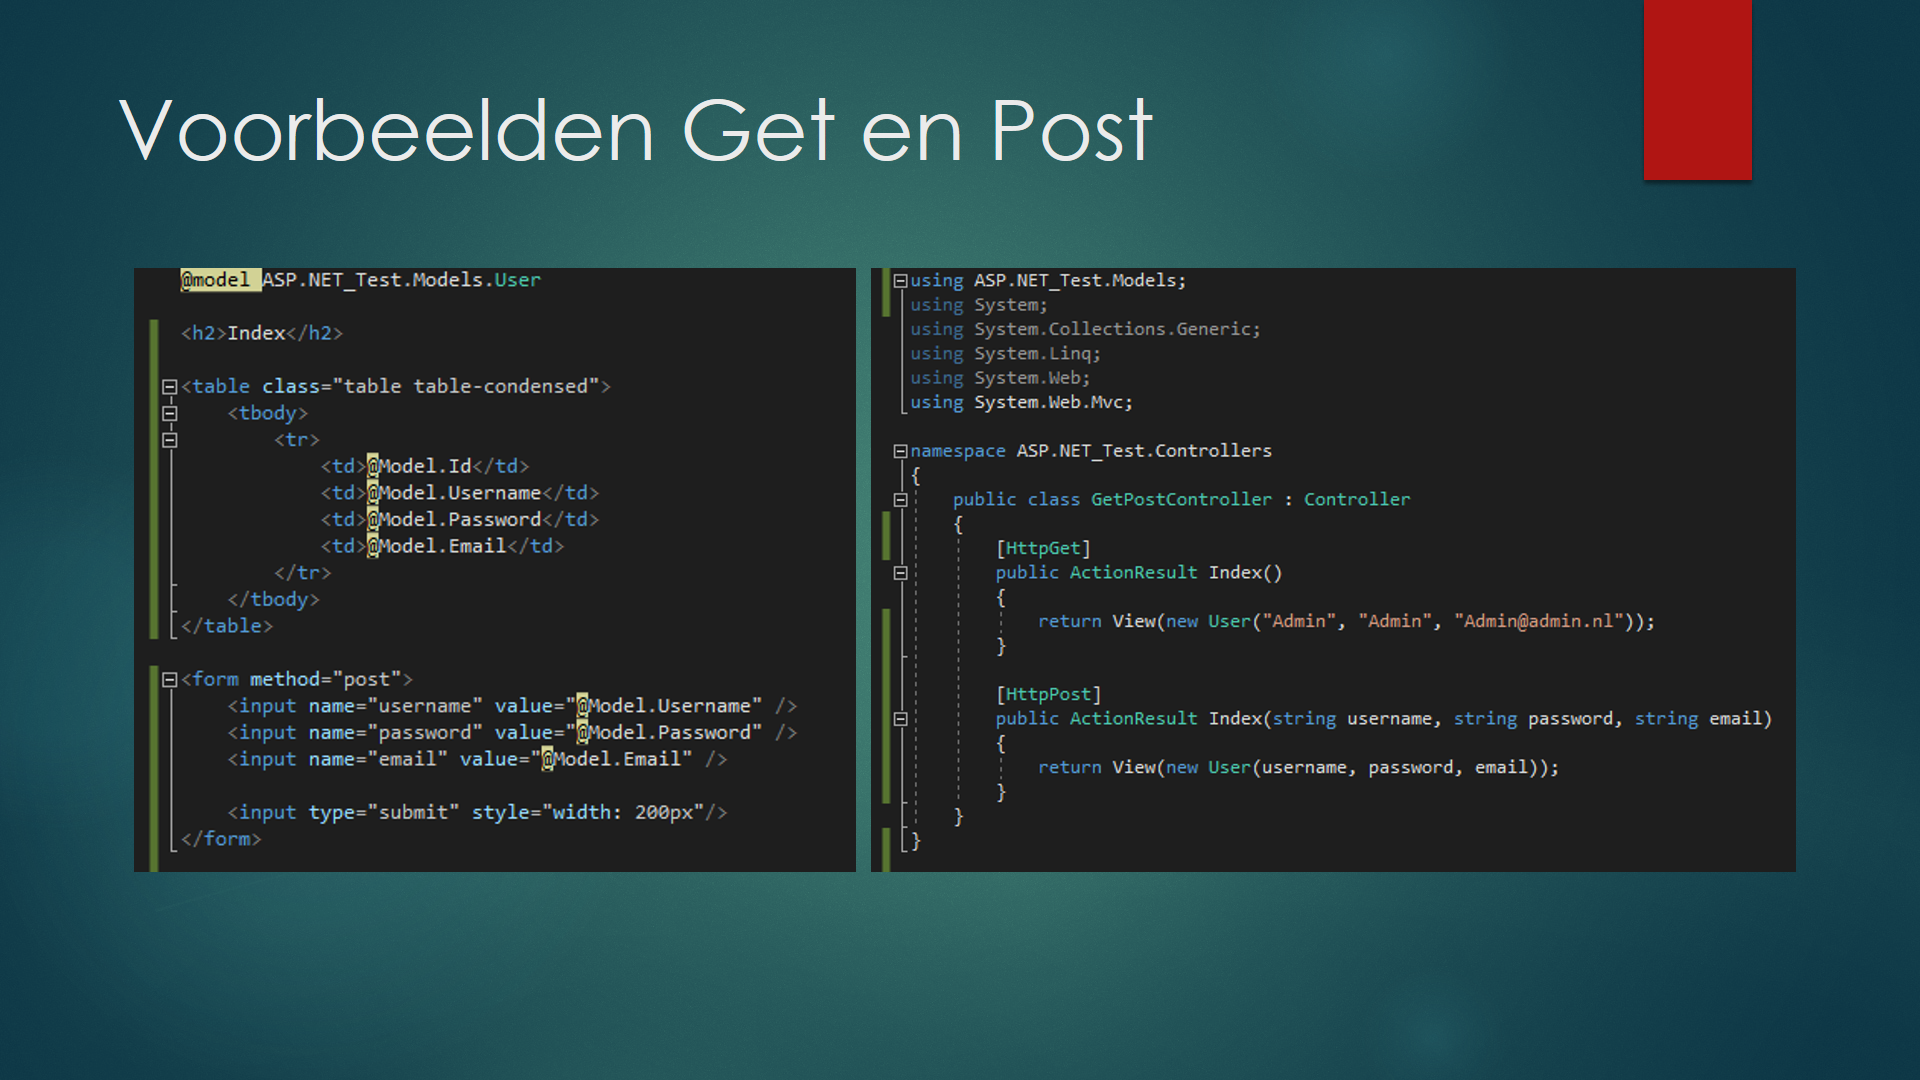 Voorbeelden Get en Post
@model ASP.NET_Test.Models.User
<h2>Index</h2>
<table class="table table-condensed">
<tbody>
<tr>
<td>@Model.Id</td>
<td>@Model.Username</td>
<td>@Model.Password</td>
<td>@Model.Email</td>
</tr>
</tbody>
</table>
<form method="post">
<input name="username" value="@Model.Username" />
<input name="password" value="@Model.Password" />
<input name="email" value="@Model.Email" />
<input type="submit" style="width: 200px"/>
</form>
using ASP.NET_Test.Models;
using System;
using System.Collections.Generic;
using System.Linq;
using System.Web;
using System.Web.Mvc;
namespace ASP.NET_Test.Controllers
{
public class GetPostController : Controller
{
[HttpGet]
public ActionResult Index()
{
return View(new User("Admin", "Admin", "Admin@admin.nl"));
}
[HttpPost]
public ActionResult Index(string username, string password, string email)
{
return View(new User(username, password, email));
}
}
}